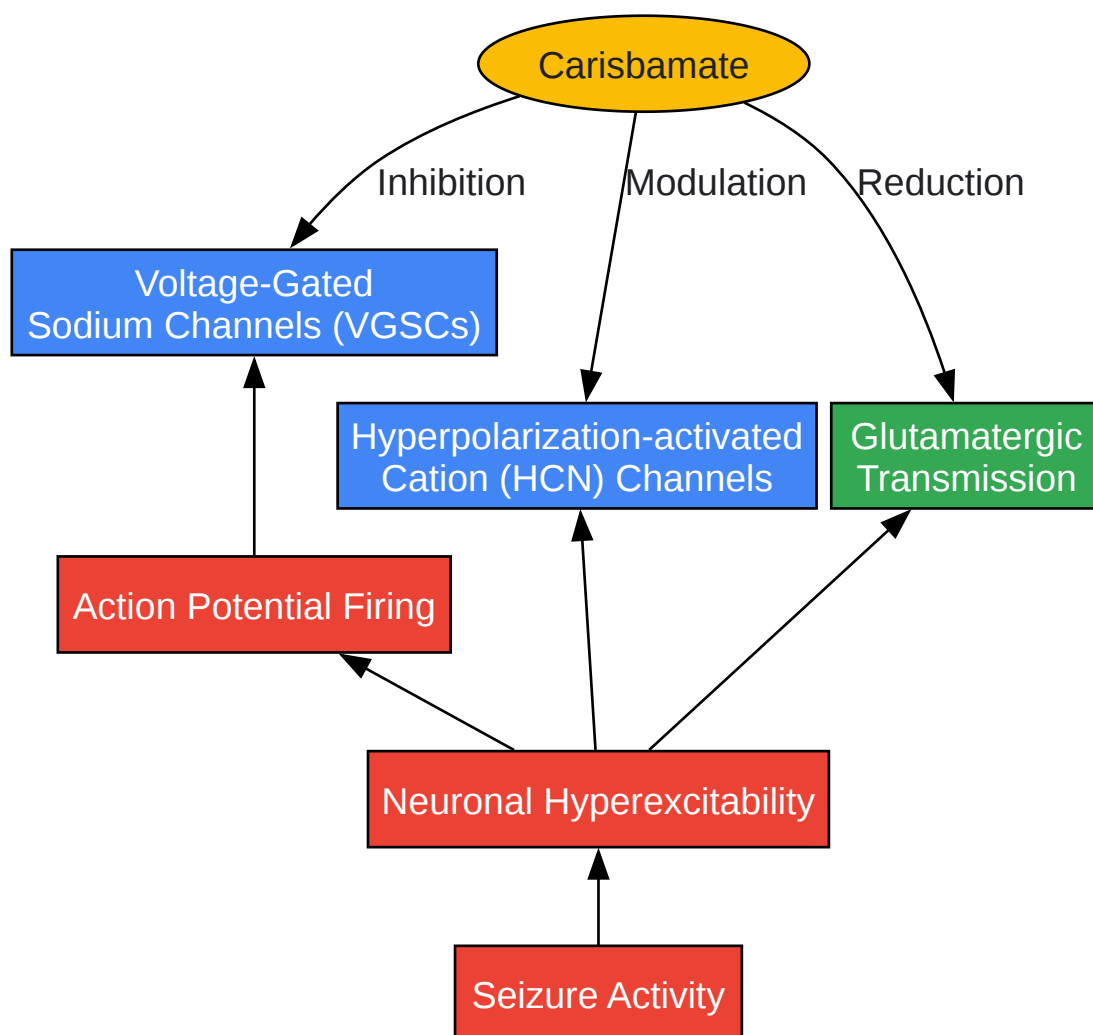 Carisbamate
Inhibition
Modulation
Reduction
Voltage-Gated
Sodium Channels (VGSCs)
Hyperpolarization-activated
Cation (HCN) Channels
Glutamatergic
Transmission
Action Potential Firing
Neuronal Hyperexcitability
Seizure Activity